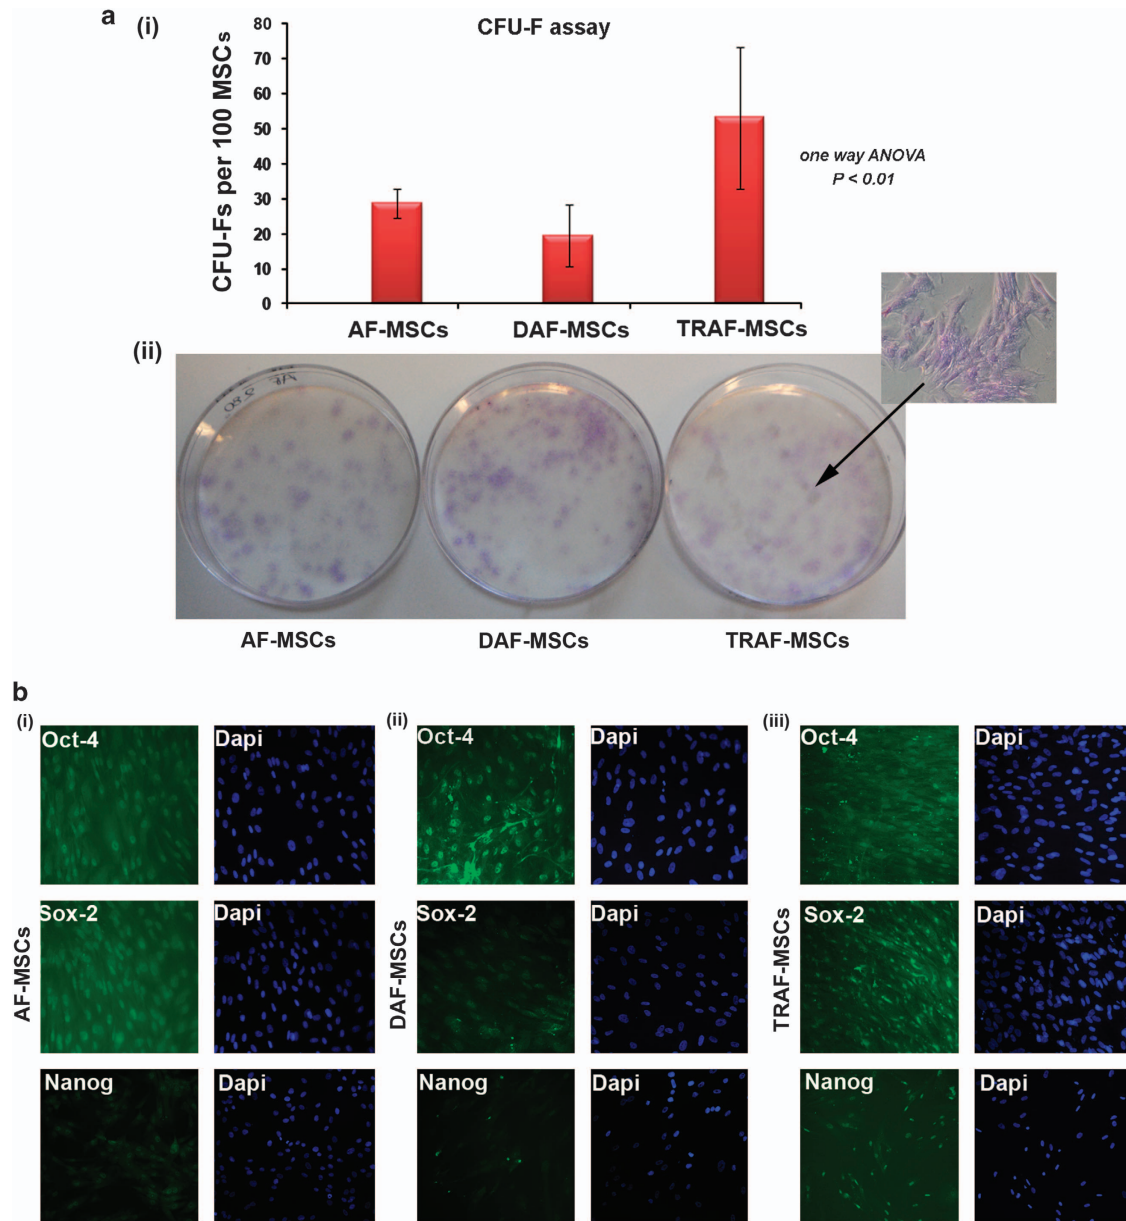 a
(i)
CFU-F assay
CFU-Fs per 100 MSCs
80
70
60
50
40
30
20
10
0
one way ANOVA
P < 0.01
AF-MSCs
DAF-MSCs
TRAF-MSCs
(ii)
AF-MSCs
DAF-MSCs
TRAF-MSCs
b
(i)
(ii)
(iii)
Oct-4
Dapi
Oct-4
Dapi
Oct-4
Dapi
AF-MSCs
Sox-2
Dapi
DAF-MSCs
Sox-2
Dapi
TRAF-MSCs
Sox-2
Dapi
Nanog
Dapi
Nanog
Dapi
Nanog
Dapi